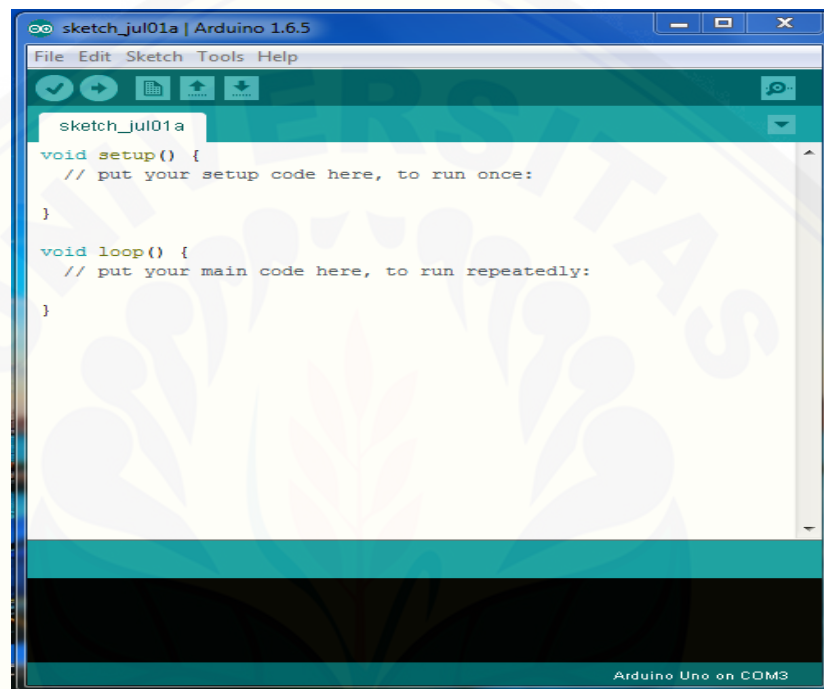 sketch_jul01a | Arduino 1.6.5
File Edit Sketch Tools Help
sketch_jul01a
void setup() {
// put your setup code here, to run once:
}
void loop() {
// put your main code here, to run repeatedly:
}
Arduino Uno on COM3
UNIVERSITAS